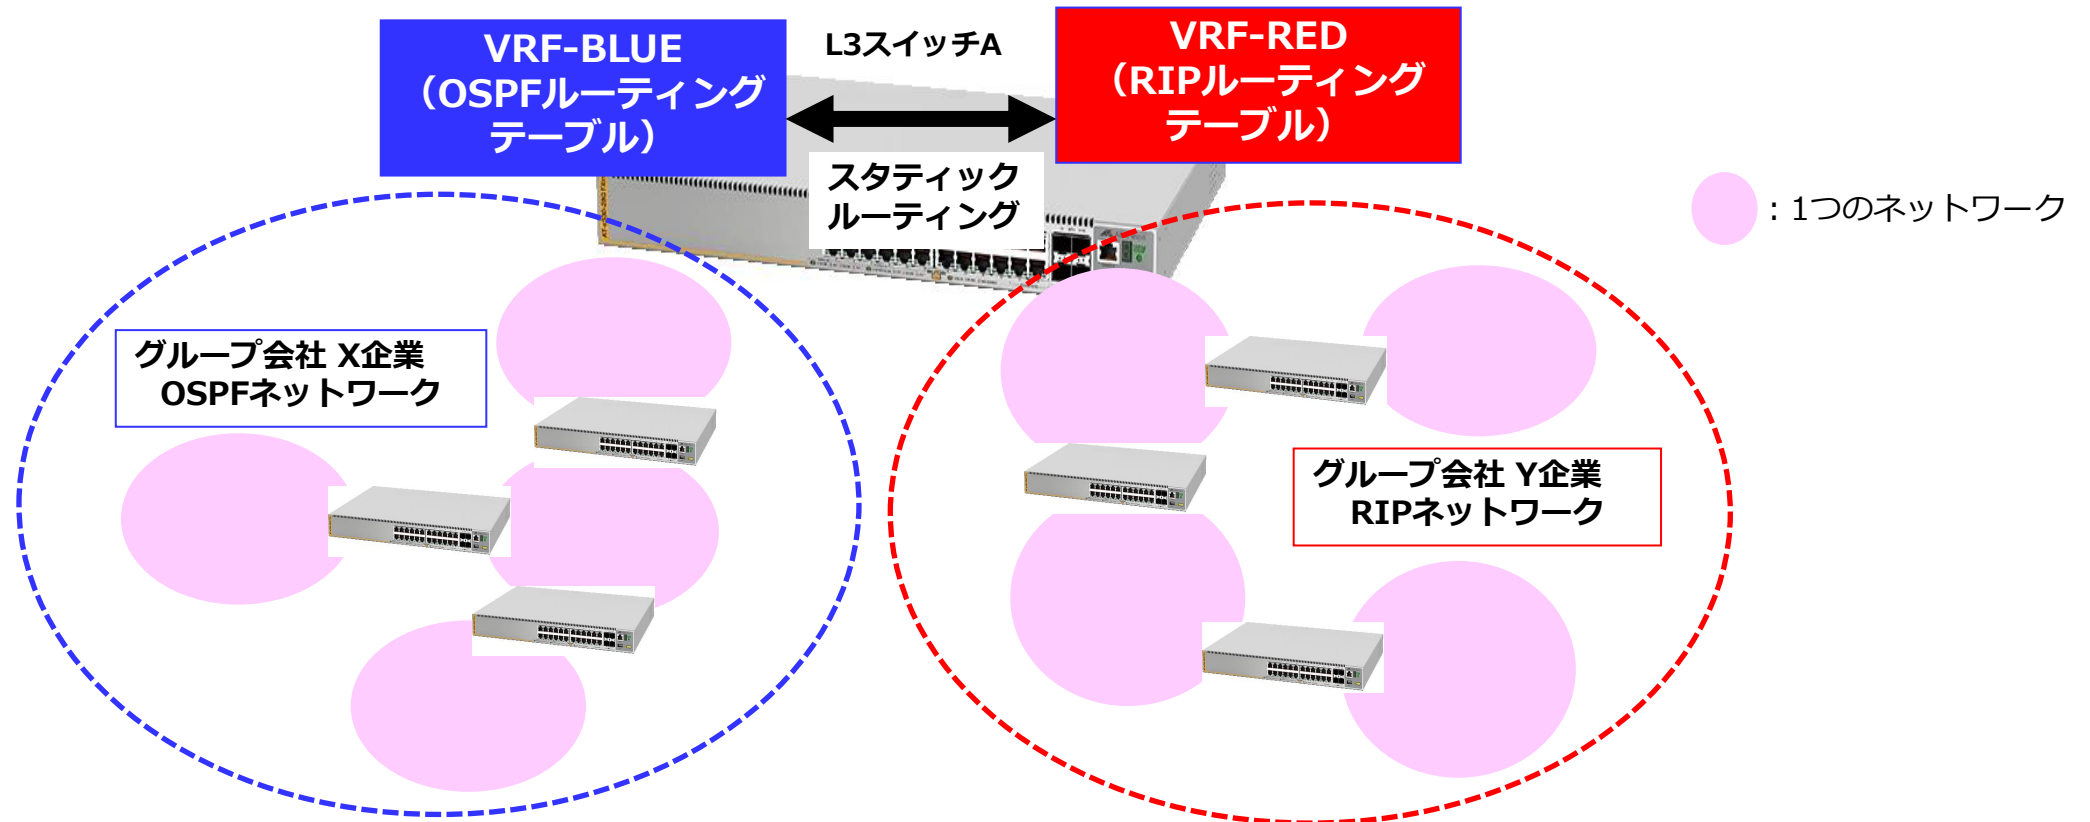 VRF-BLUE
（OSPFルーティング
テーブル）
L3スイッチA
VRF-RED
（RIPルーティング
テーブル）
スタティック
ルーティング
：1つのネットワーク
グループ会社 X企業
OSPFネットワーク
グループ会社 Y企業
RIPネットワーク